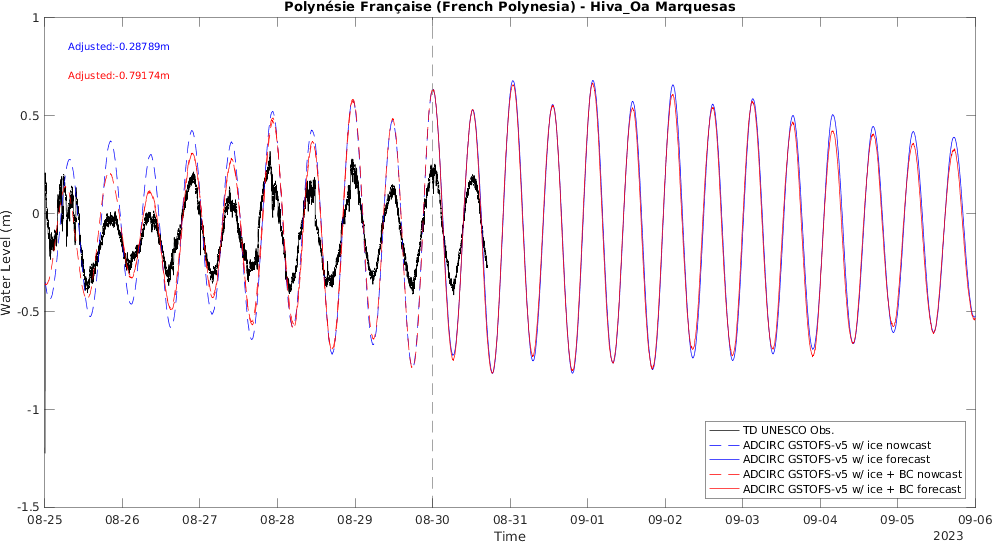 Polynésie Française (French Polynesia) - Hiva_Oa Marquesas
Adjusted:-0.28789m
Adjusted:-0.79174m
Water Level (m)
1
0.5
0
-0.5
-1
-1.5
TD UNESCO Obs.
ADCIRC GSTOFS-v5 w/ ice nowcast
ADCIRC GSTOFS-v5 w/ ice forecast
ADCIRC GSTOFS-v5 w/ ice + BC nowcast
ADCIRC GSTOFS-v5 w/ ice + BC forecast
08-25 08-26 08-27 08-28 08-29 08-30 08-31 09-01 09-02 09-03 09-04 09-05 09-06
Time
2023